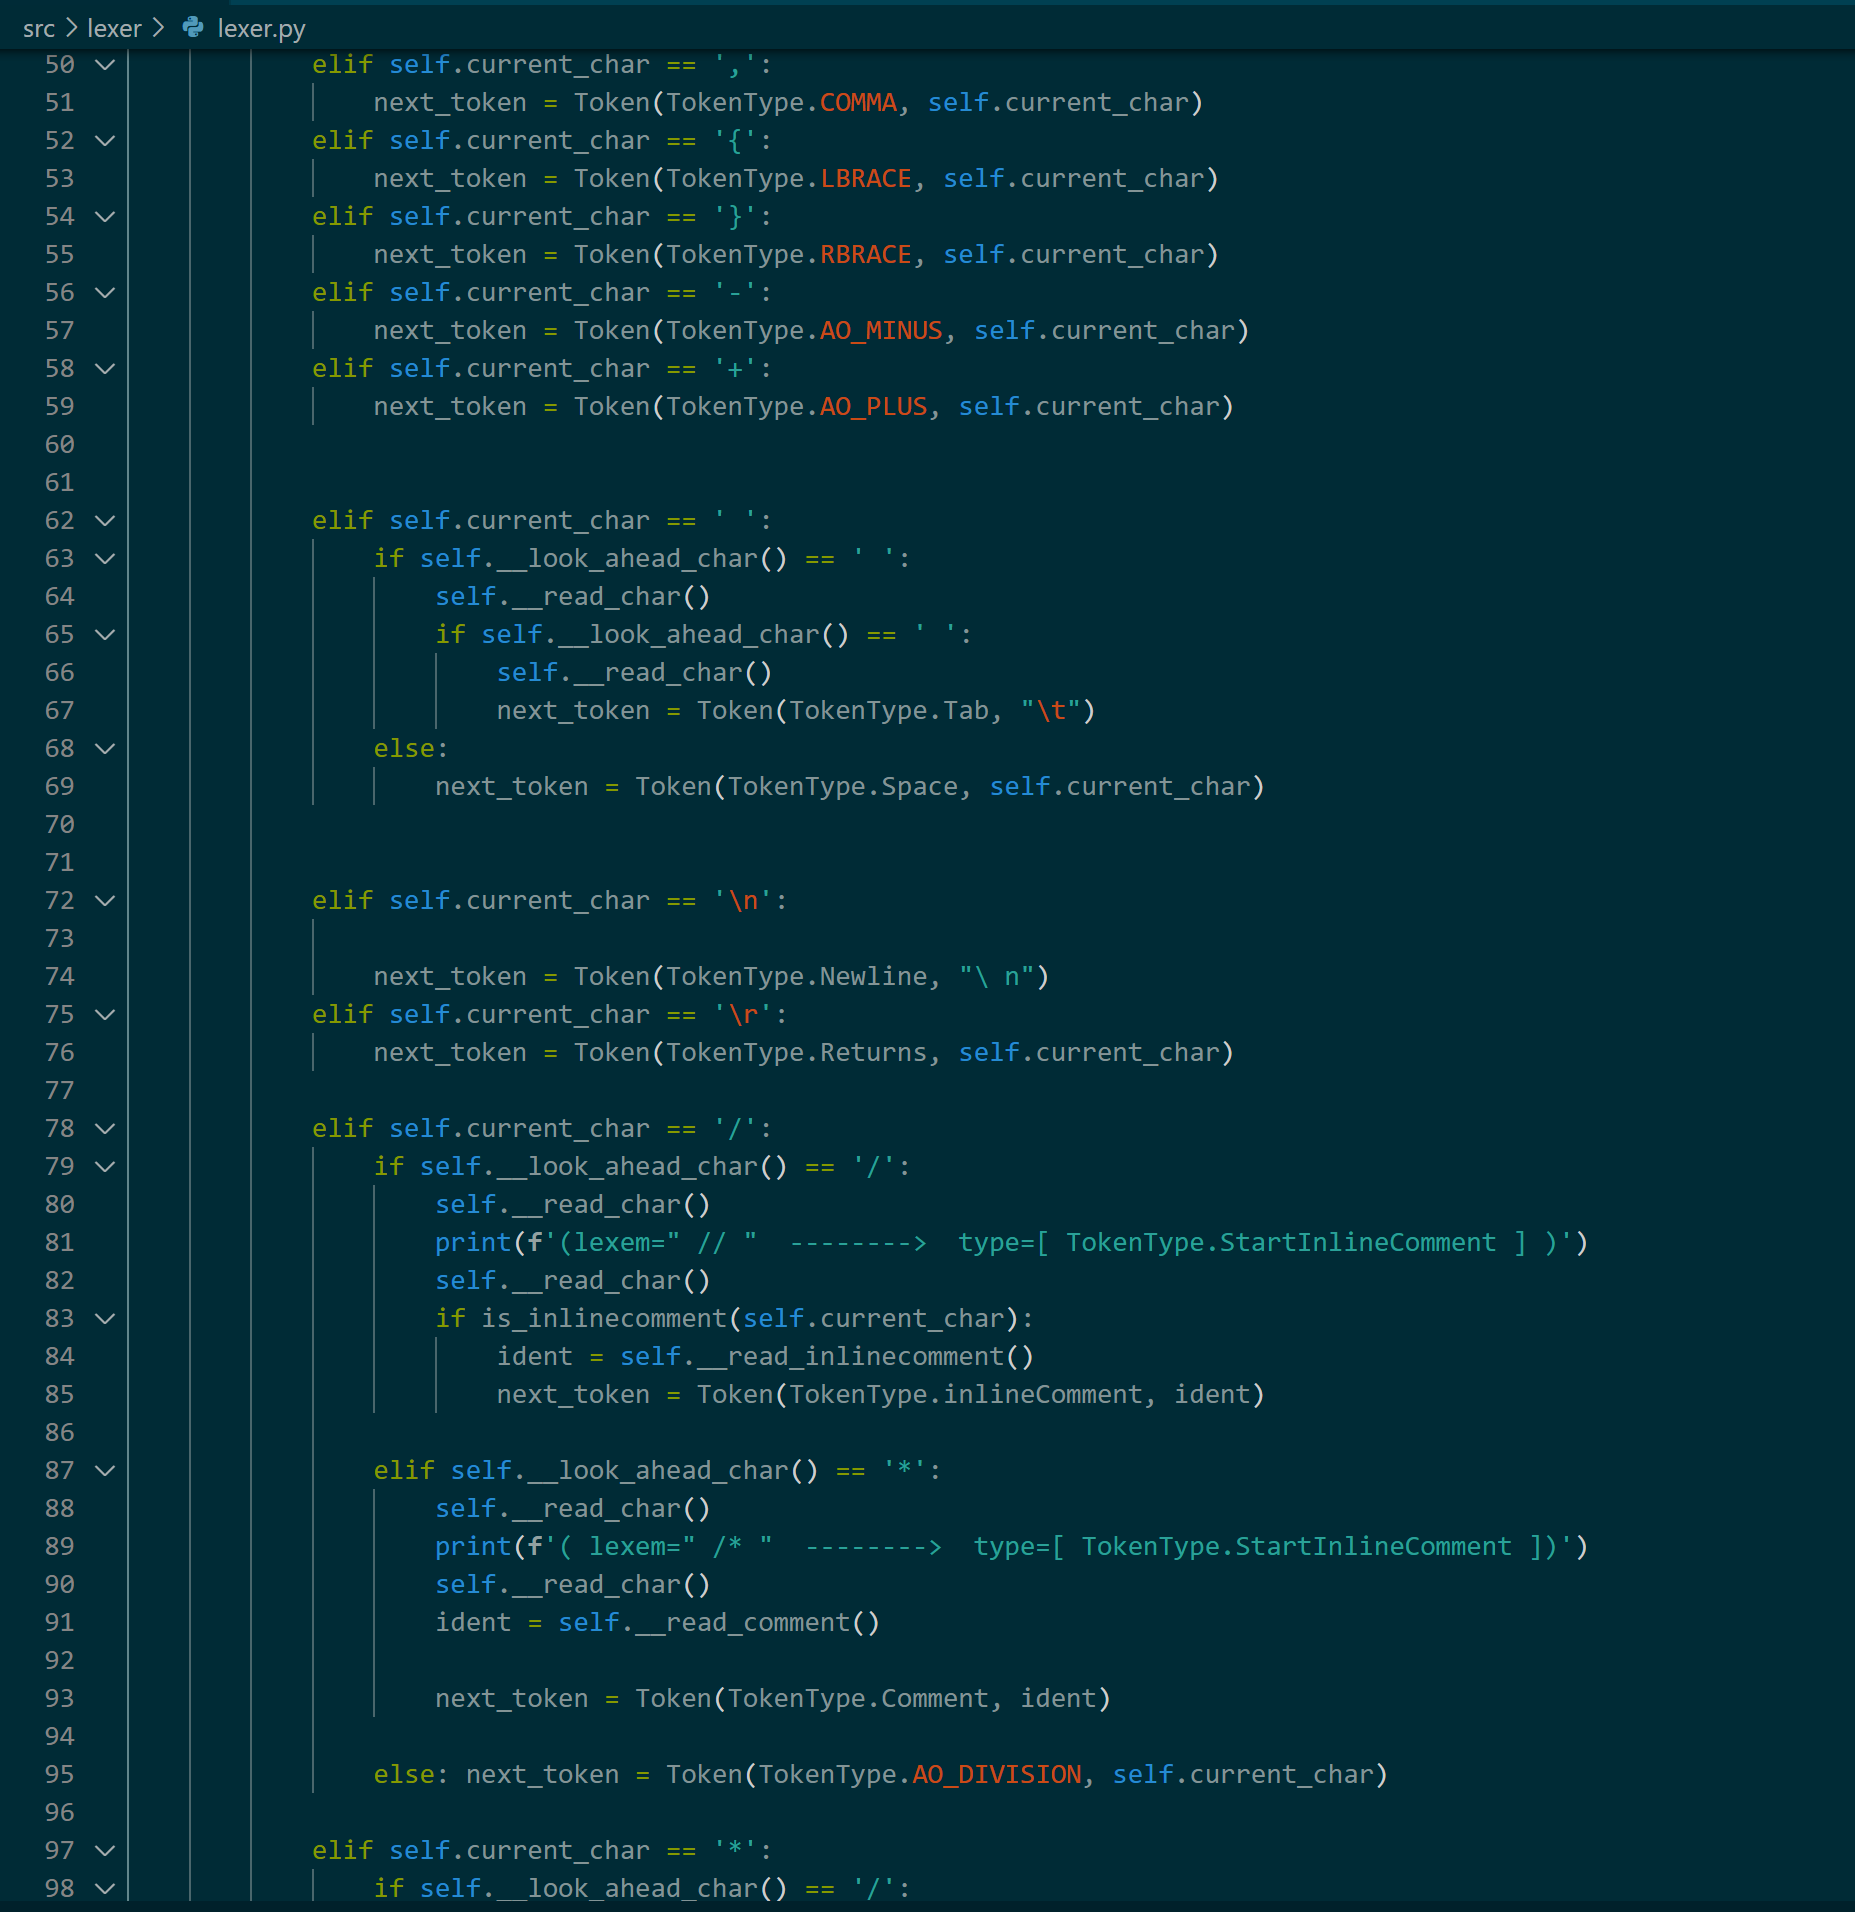 src > lexer > lexer.py
50 elif self.current_char == ',':
51 next_token = Token(TokenType.COMMA, self.current_char)
52 elif self.current_char == '{':
53 next_token = Token(TokenType.LBRACE, self.current_char)
54 elif self.current_char == '}':
55 next_token = Token(TokenType.RBRACE, self.current_char)
56 elif self.current_char == '-':
57 next_token = Token(TokenType.AO_MINUS, self.current_char)
58 elif self.current_char == '+':
59 next_token = Token(TokenType.AO_PLUS, self.current_char)
60
61
62 elif self.current_char == ' ':
63 if self.__look_ahead_char() == ' ':
64 self.__read_char()
65 if self.__look_ahead_char() == ' ':
66 self.__read_char()
67 next_token = Token(TokenType.Tab, "\t")
68 else:
69 next_token = Token(TokenType.Space, self.current_char)
70
71
72 elif self.current_char == '\n':
73
74 next_token = Token(TokenType.Newline, "\ n")
75 elif self.current_char == '\r':
76 next_token = Token(TokenType.Returns, self.current_char)
77
78 elif self.current_char == '/':
79 if self.__look_ahead_char() == '/':
80 self.__read_char()
81 print(f'(lexem=" // "  -------->  type=[ TokenType.StartInlineComment ] )')
82 self.__read_char()
83 if is_inlinecomment(self.current_char):
84 ident = self.__read_inlinecomment()
85 next_token = Token(TokenType.inlineComment, ident)
86
87 elif self.__look_ahead_char() == '*':
88 self.__read_char()
89 print(f'( lexem=" /* "  -------->  type=[ TokenType.StartInlineComment ])')
90 self.__read_char()
91 ident = self.__read_comment()
92
93 next_token = Token(TokenType.Comment, ident)
94
95 else: next_token = Token(TokenType.AO_DIVISION, self.current_char)
96
97 elif self.current_char == '*':
98 if self.__look_ahead_char() == '/':